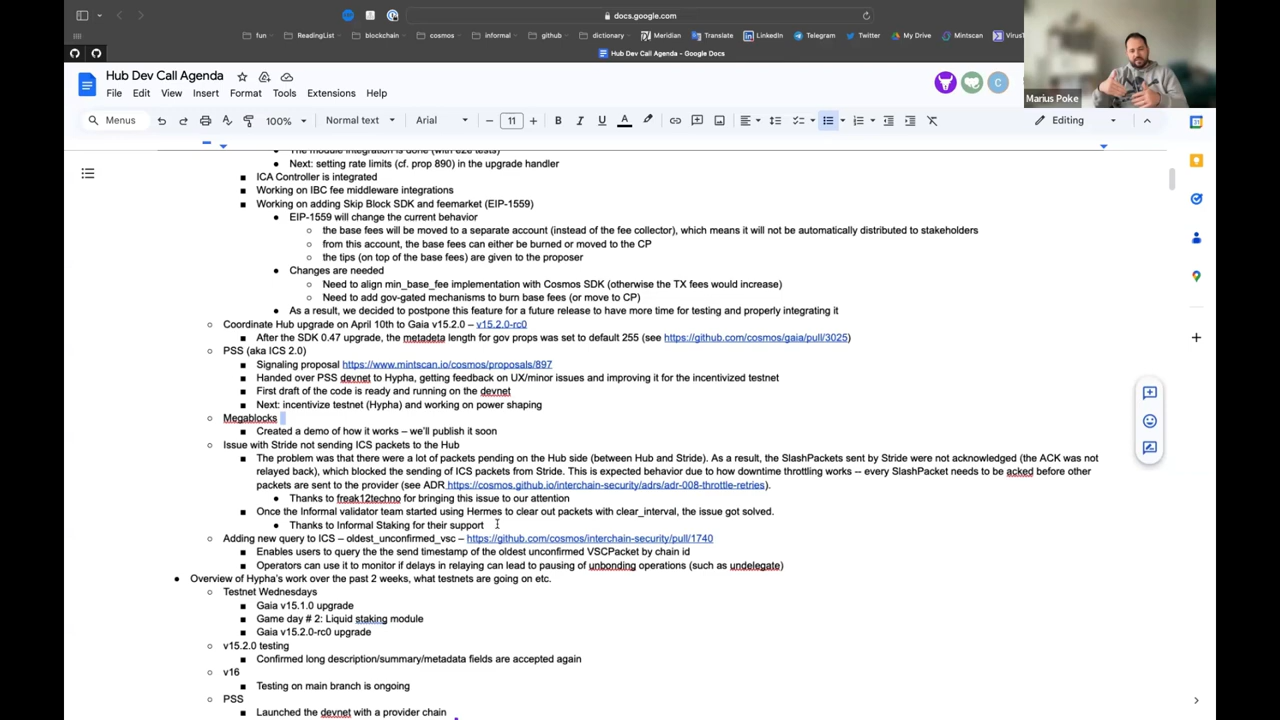 docs.google.com
fun
ReadingList
blockchain
cosmos
informal
github
dictionary
Meridian
Translate
LinkedIn
Telegram
Twitter
My Drive
Mintscan
Hub Dev Call Agenda - Google Docs
Marius Poke
Hub Dev Call Agenda
File Edit View Insert Format Tools Extensions Help
Menus 100% Normal text Arial 11 B I U A Editing
Next: setting rate limits (cf. prop 890) in the upgrade handler
ICA Controller is integrated
Working on IBC fee middleware integrations
Working on adding Skip Block SDK and feemarket (EIP-1559)
EIP-1559 will change the current behavior
the base fees will be moved to a separate account (instead of the fee collector), which means it will not be automatically distributed to stakeholders
from this account, the base fees can either be burned or moved to the CP
the tips (on top of the base fees) are given to the proposer
Changes are needed
Need to align min_base_fee implementation with Cosmos SDK (otherwise the TX fees would increase)
Need to add gov-gated mechanisms to burn base fees (or move to CP)
As a result, we decided to postpone this feature for a future release to have more time for testing and properly integrating it
Coordinate Hub upgrade on April 10th to Gaia v15.2.0 – v15.2.0-rc0
After the SDK 0.47 upgrade, the metadeta length for gov props was set to default 255 (see https://github.com/cosmos/gaia/pull/3025)
PSS (aka ICS 2.0)
Signaling proposal https://www.mintscan.io/cosmos/proposals/897
Handed over PSS devnet to Hypha, getting feedback on UX/minor issues and improving it for the incentivized testnet
First draft of the code is ready and running on the devnet
Next: incentivize testnet (Hypha) and working on power shaping
Megablocks
Created a demo of how it works – we'll publish it soon
Issue with Stride not sending ICS packets to the Hub
The problem was that there were a lot of packets pending on the Hub side (between Hub and Stride). As a result, the SlashPackets sent by Stride were not acknowledged (the ACK was not
relayed back), which blocked the sending of ICS packets from Stride. This is expected behavior due to how downtime throttling works -- every SlashPacket needs to be acked before other
packets are sent to the provider (see ADR https://cosmos.github.io/interchain-security/adrs/adr-008-throttle-retries).
Thanks to freak12techno for bringing this issue to our attention
Once the Informal validator team started using Hermes to clear out packets with clear_interval, the issue got solved.
Thanks to Informal Staking for their support
Adding new query to ICS – oldest_unconfirmed_vsc – https://github.com/cosmos/interchain-security/pull/1740
Enables users to query the the send timestamp of the oldest unconfirmed VSCPacket by chain id
Operators can use it to monitor if delays in relaying can lead to pausing of unbonding operations (such as undelegate)
Overview of Hypha's work over the past 2 weeks, what testnets are going on etc.
Testnet Wednesdays
Gaia v15.1.0 upgrade
Game day # 2: Liquid staking module
Gaia v15.2.0-rc0 upgrade
v15.2.0 testing
Confirmed long description/summary/metadata fields are accepted again
v16
Testing on main branch is ongoing
PSS
Launched the devnet with a provider chain